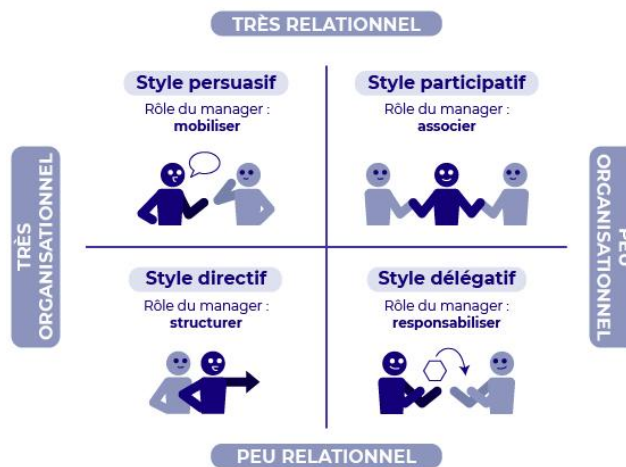 TRÈS RELATIONNEL
Style persuasif
Rôle du manager :
mobiliser
Style participatif
Rôle du manager :
associer
TRÈS
ORGANISATIONNEL
PEU
ORGANISATIONNEL
Style directif
Rôle du manager :
structurer
Style délégatif
Rôle du manager :
responsabiliser
PEU RELATIONNEL